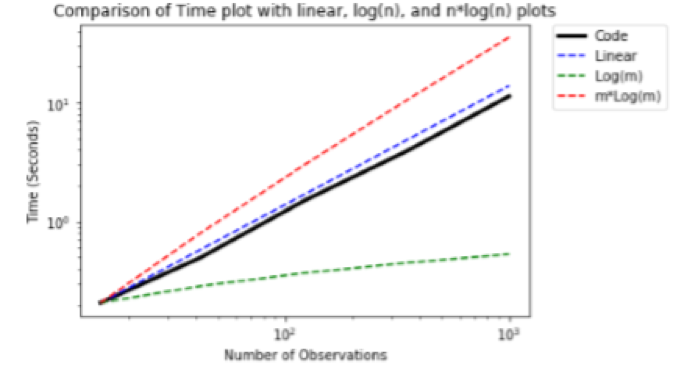 Comparison of Time plot with linear, log(n), and n*log(n) plots
Code
Linear
Log(m)
m*Log(m)
10¹
10⁰
Time (Seconds)
10² 10³
Number of Observations